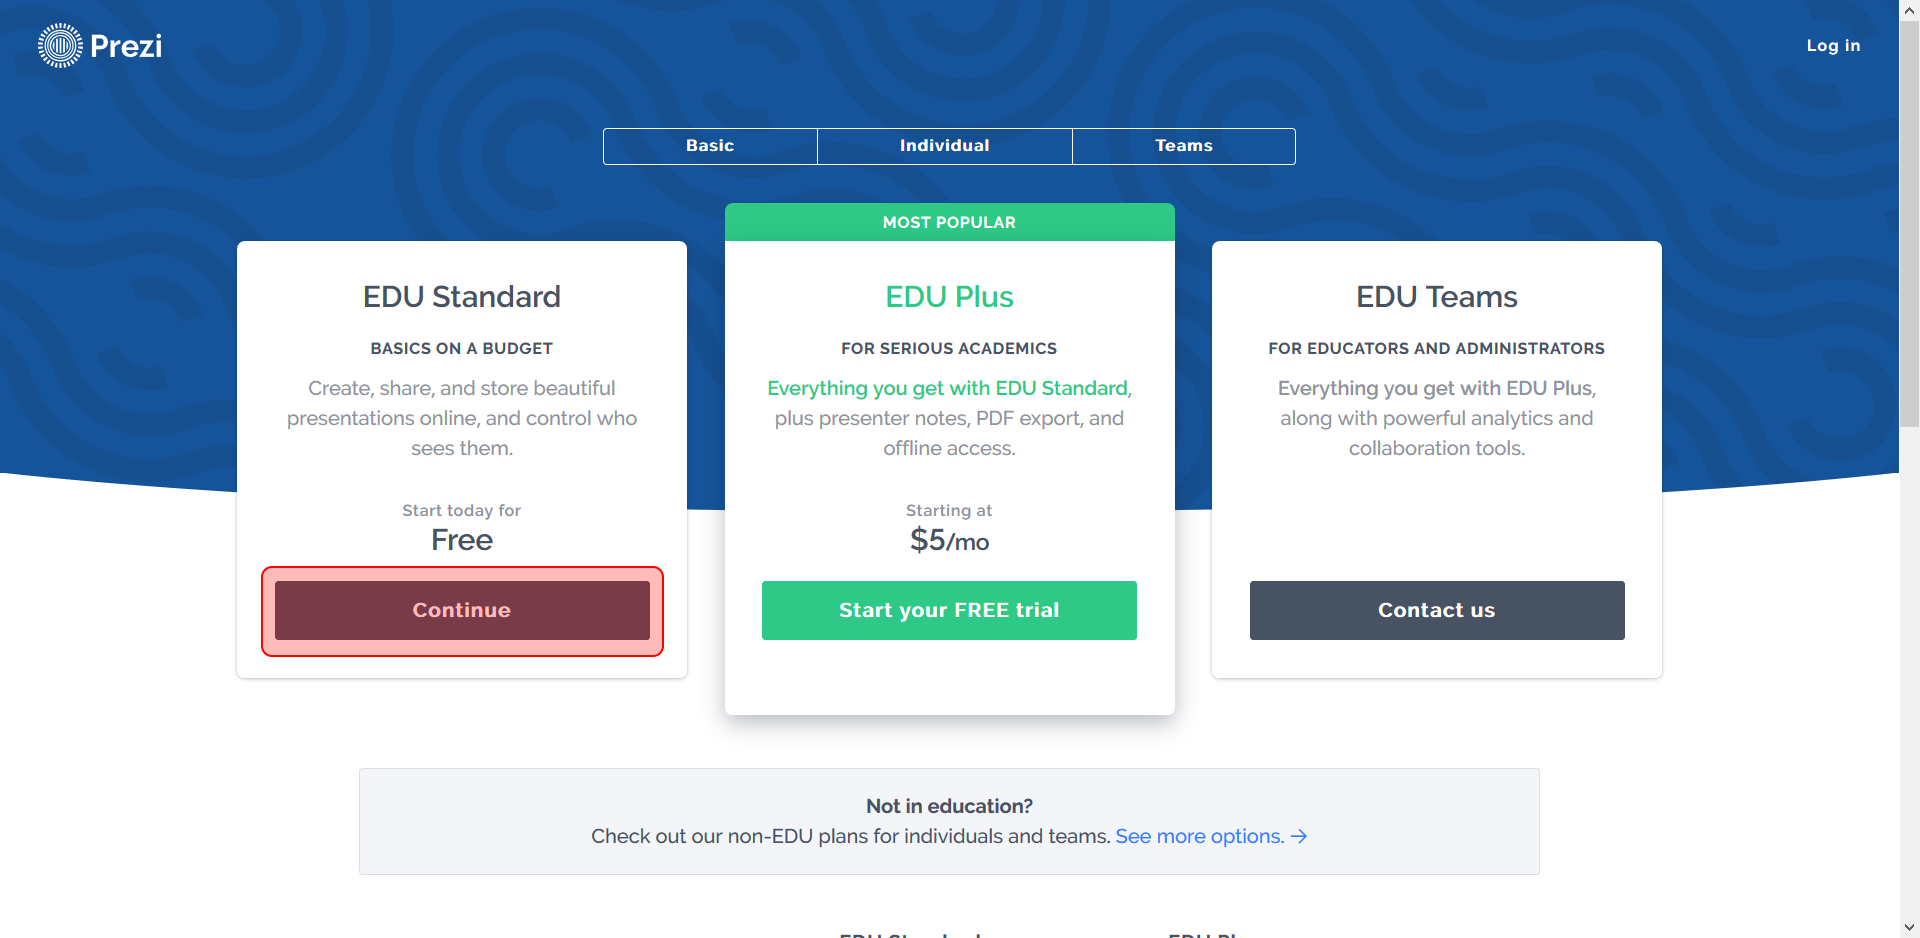 Prezi
Log in
Basic
Individual
Teams
EDU Standard
BASICS ON A BUDGET
Create, share, and store beautiful
presentations online, and control who
sees them.
Start today for
Free
Continue
MOST POPULAR
EDU Plus
FOR SERIOUS ACADEMICS
Everything you get with EDU Standard,
plus presenter notes, PDF export, and
offline access.
Starting at
$5/mo
Start your FREE trial
EDU Teams
FOR EDUCATORS AND ADMINISTRATORS
Everything you get with EDU Plus,
along with powerful analytics and
collaboration tools.
Contact us
Not in education?
Check out our non-EDU plans for individuals and teams. See more options. →